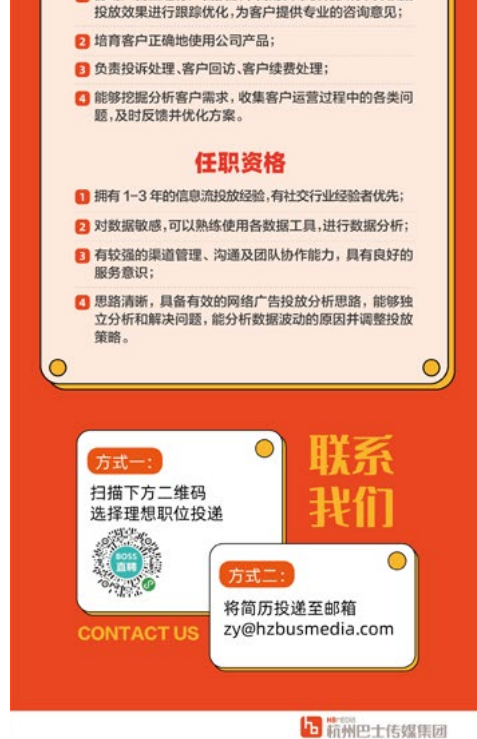 投放效果进行跟踪优化,为客户提供专业的咨询意见;
2 培育客户正确地使用公司产品;
3 负责投诉处理、客户回访、客户续费处理;
4 能够挖掘分析客户需求，收集客户运营过程中的各类问
题,及时反馈并优化方案。
任职资格
1 拥有 1-3 年的信息流投放经验,有社交行业经验者优先;
2 对数据敏感,可以熟练使用各数据工具,进行数据分析;
3 有较强的渠道管理、沟通及团队协作能力，具有良好的
服务意识;
4 思路清晰，具备有效的网络广告投放分析思路，能够独
立分析和解决问题，能分析数据波动的原因并调整投放
策略。
方式一:
扫描下方二维码
选择理想职位投递
BOSS
直聘
联系
我们
方式二:
将简历投递至邮箱
zy@hzbusmedia.com
CONTACT US
HBMEDIA
杭州巴士传媒集团